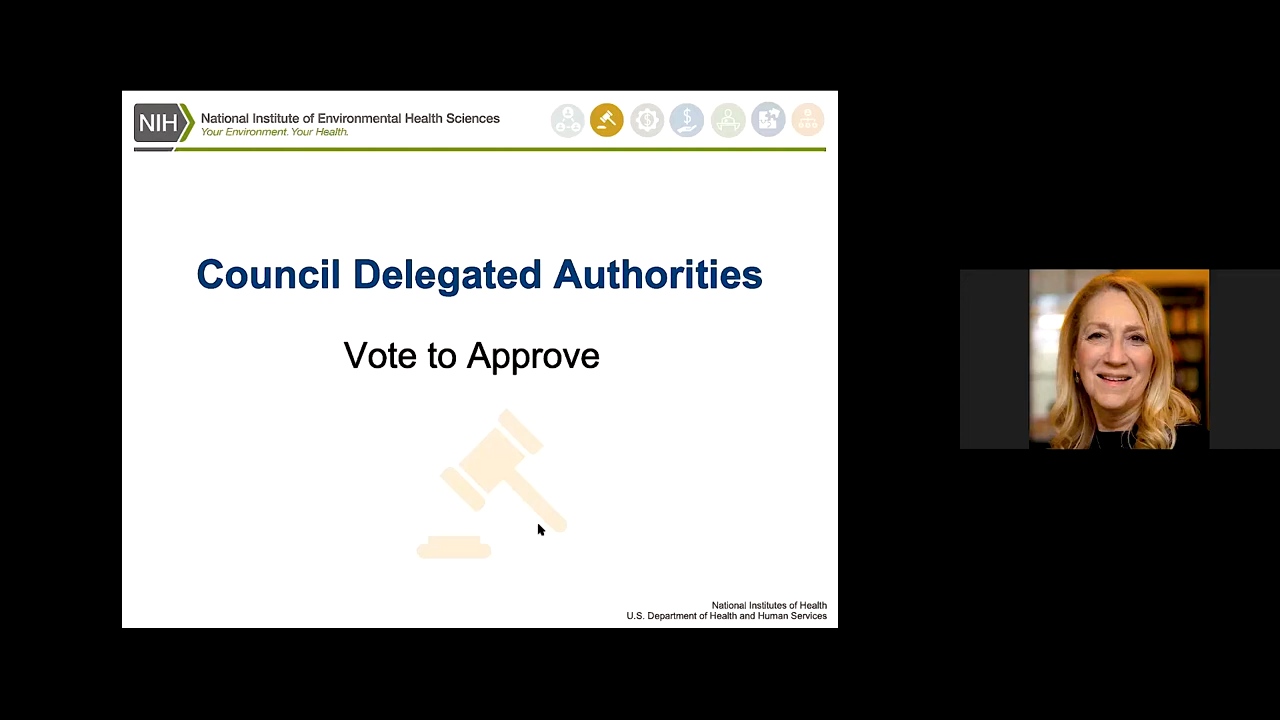 NIH
National Institute of Environmental Health Sciences
Your Environment. Your Health.
Council Delegated Authorities
Vote to Approve
National Institutes of Health
U.S. Department of Health and Human Services